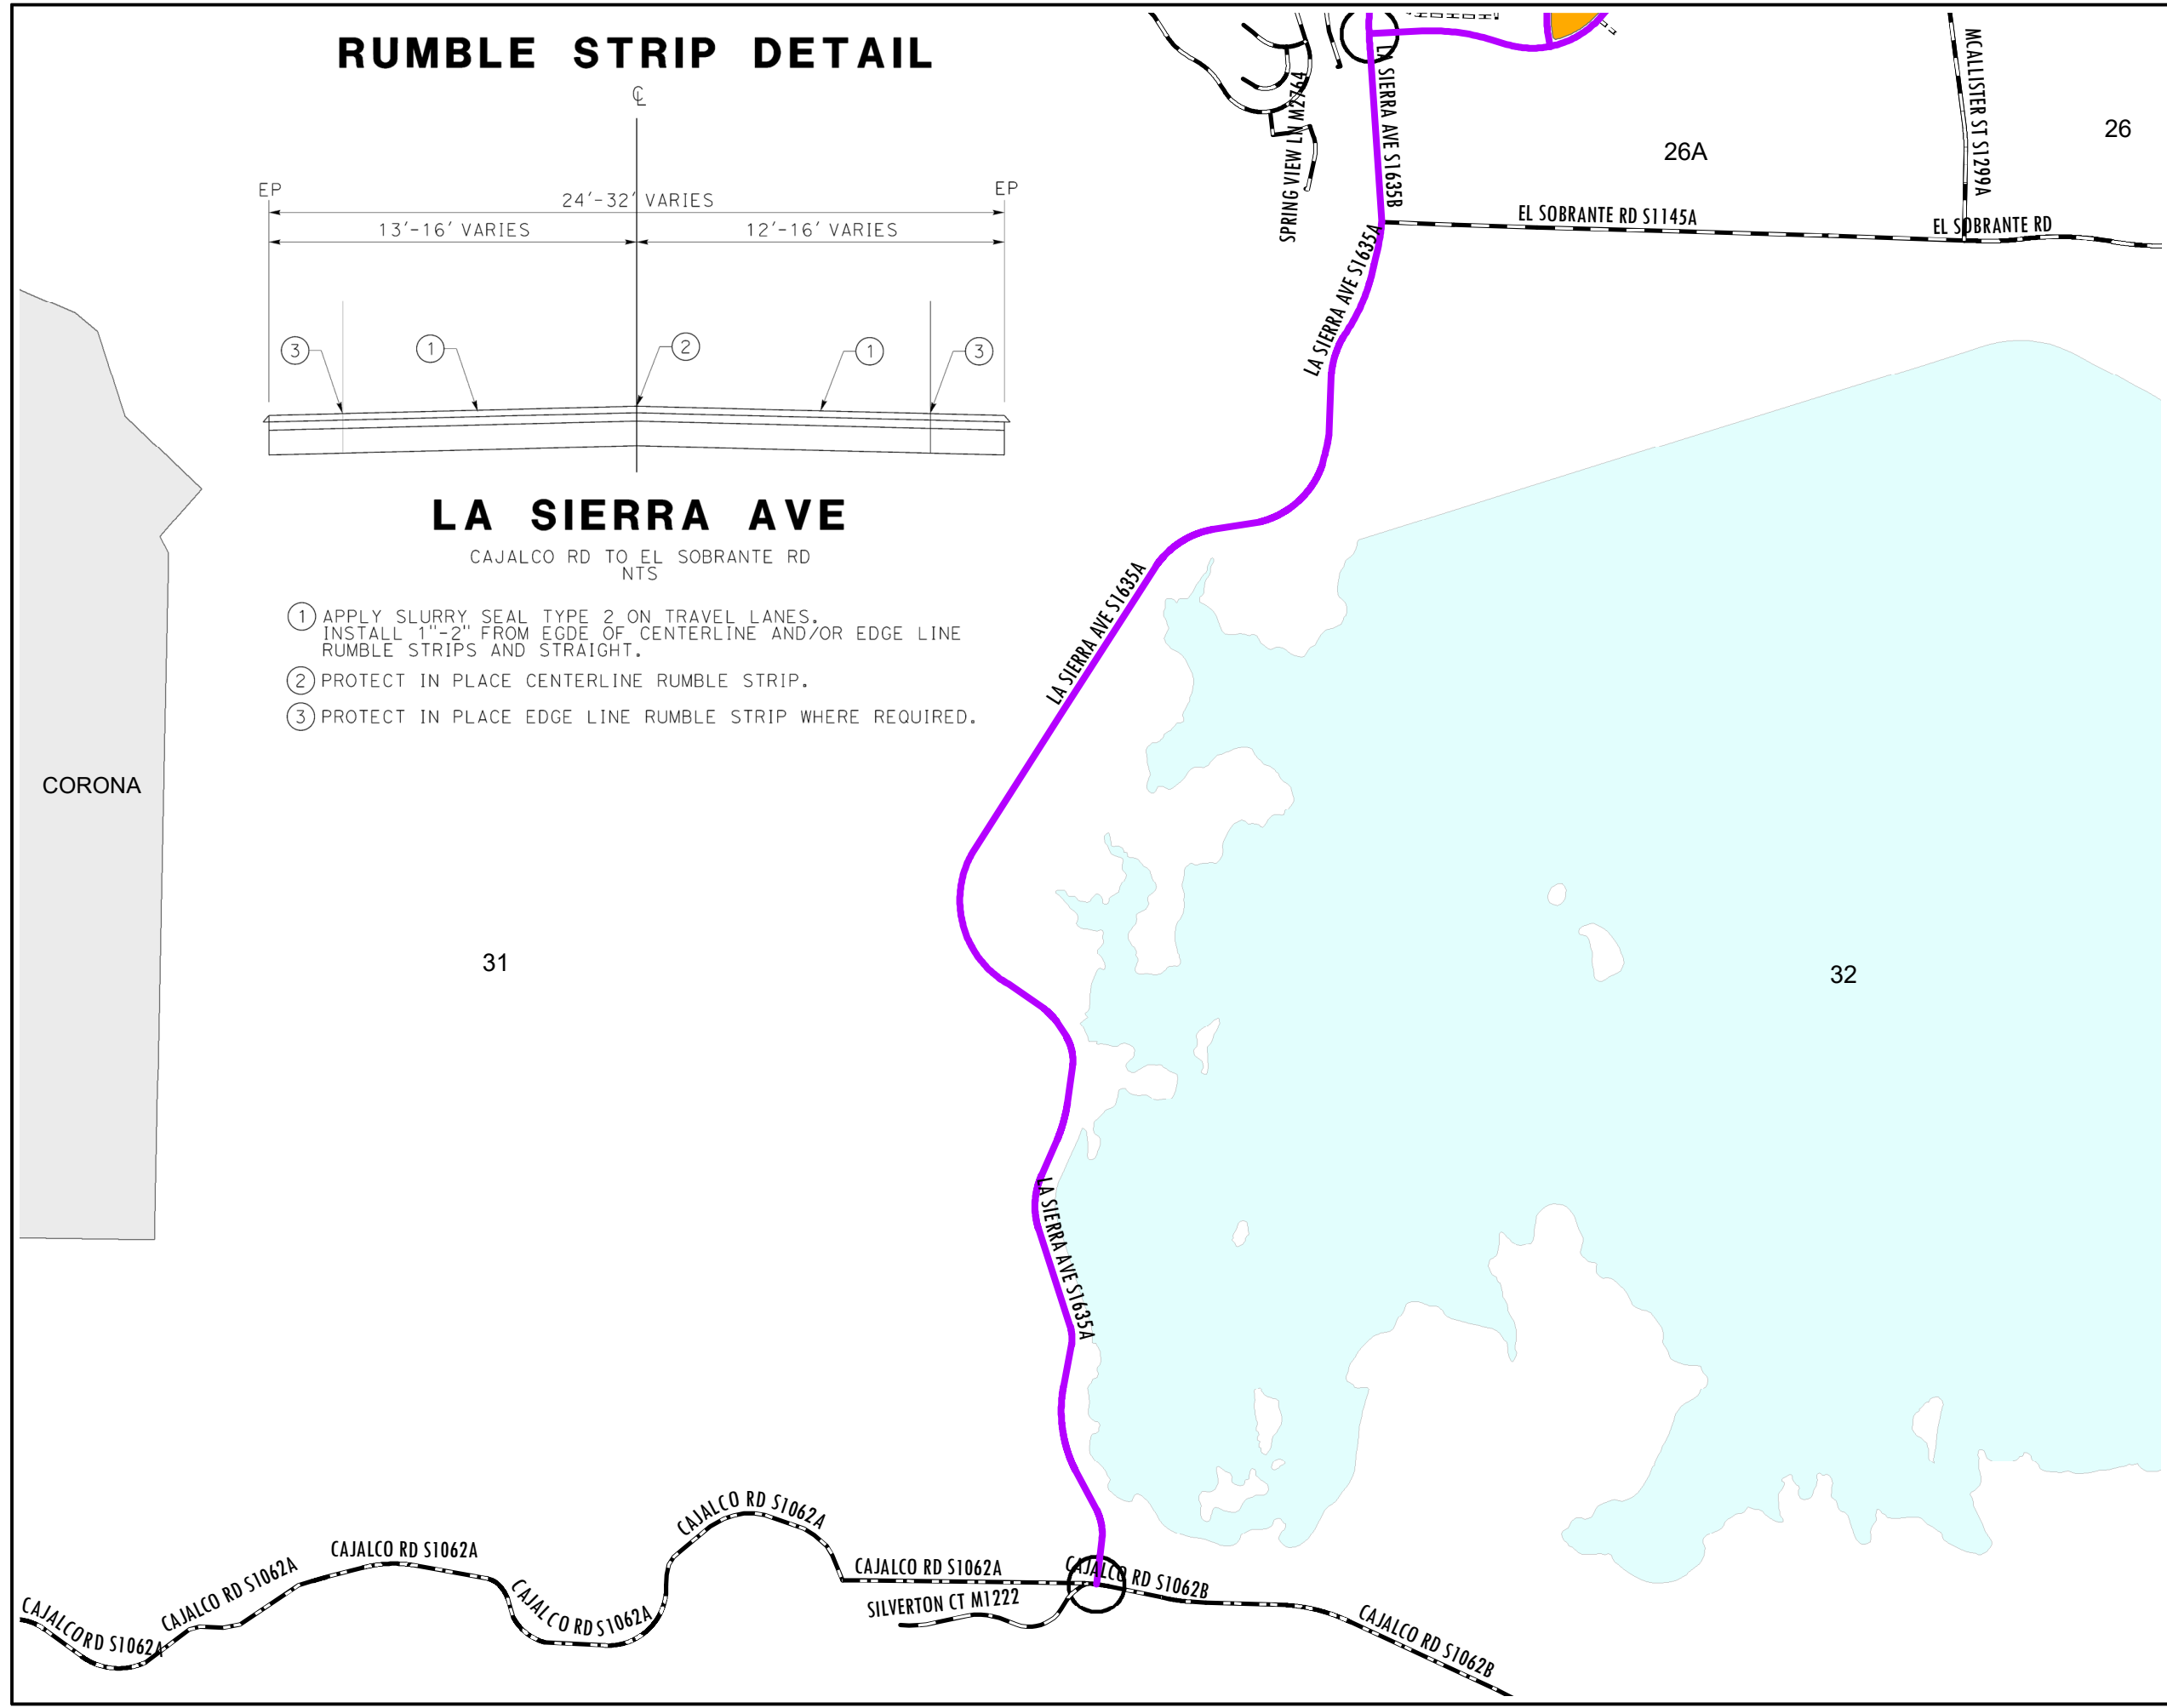 RUMBLE STRIP DETAIL
℄
EP
EP
24'-32' VARIES
13'-16' VARIES
12'-16' VARIES
3
1
2
1
3
LA SIERRA AVE
CAJALCO RD TO EL SOBRANTE RD
NTS
1 APPLY SLURRY SEAL TYPE 2 ON TRAVEL LANES.
INSTALL 1"-2" FROM EGDE OF CENTERLINE AND/OR EDGE LINE
RUMBLE STRIPS AND STRAIGHT.
2 PROTECT IN PLACE CENTERLINE RUMBLE STRIP.
3 PROTECT IN PLACE EDGE LINE RUMBLE STRIP WHERE REQUIRED.
SPRING VIEW LN M2764
LA SIERRA AVE S1635B
MCALLISTER ST S1299A
26
26A
EL SOBRANTE RD S1145A
EL SOBRANTE RD
LA SIERRA AVE S1635A
LA SIERRA AVE S1635A
CORONA
31
32
LA SIERRA AVE S1635A
CAJALCO RD S1062A
CAJALCO RD S1062A
CAJALCO RD S1062A
CAJALCO RD S1062A
CAJALCO RD S1062A
CAJALCO RD S1062A
CAJALCO RD S1062B
SILVERTON CT M1222
CAJALCO RD S1062B